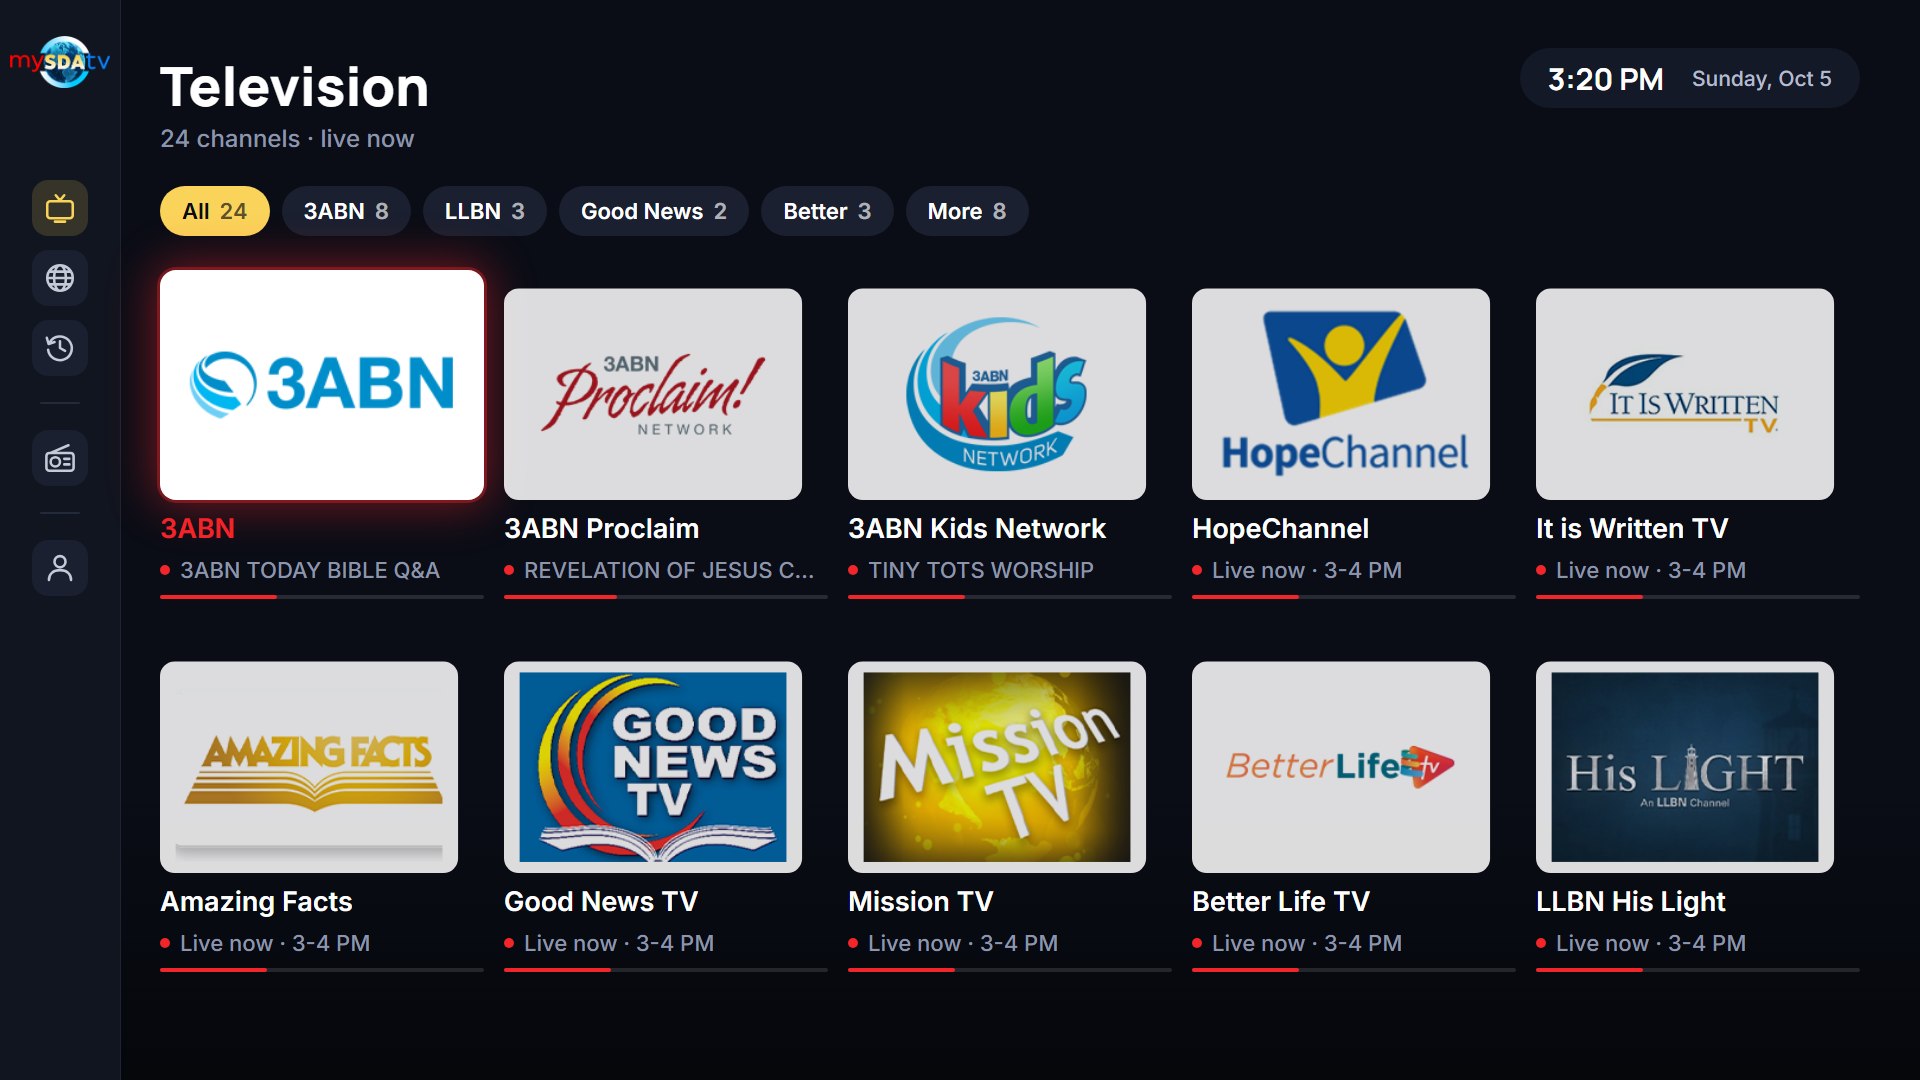 mySDAtv
Television
24 channels · live now
3:20 PM Sunday, Oct 5
All 24 3ABN 8 LLBN 3 Good News 2 Better 3 More 8
3ABN
3ABN
Proclaim!
NETWORK
3ABN
kids
NETWORK
HopeChannel
IT IS WRITTEN
TV.
3ABN
3ABN TODAY BIBLE Q&A
3ABN Proclaim
REVELATION OF JESUS C...
3ABN Kids Network
TINY TOTS WORSHIP
HopeChannel
Live now · 3-4 PM
It is Written TV
Live now · 3-4 PM
AMAZING FACTS
GOOD
NEWS
TV
Mission
TV
BetterLife tv
His LIGHT
An LLBN Channel
Amazing Facts
Live now · 3-4 PM
Good News TV
Live now · 3-4 PM
Mission TV
Live now · 3-4 PM
Better Life TV
Live now · 3-4 PM
LLBN His Light
Live now · 3-4 PM